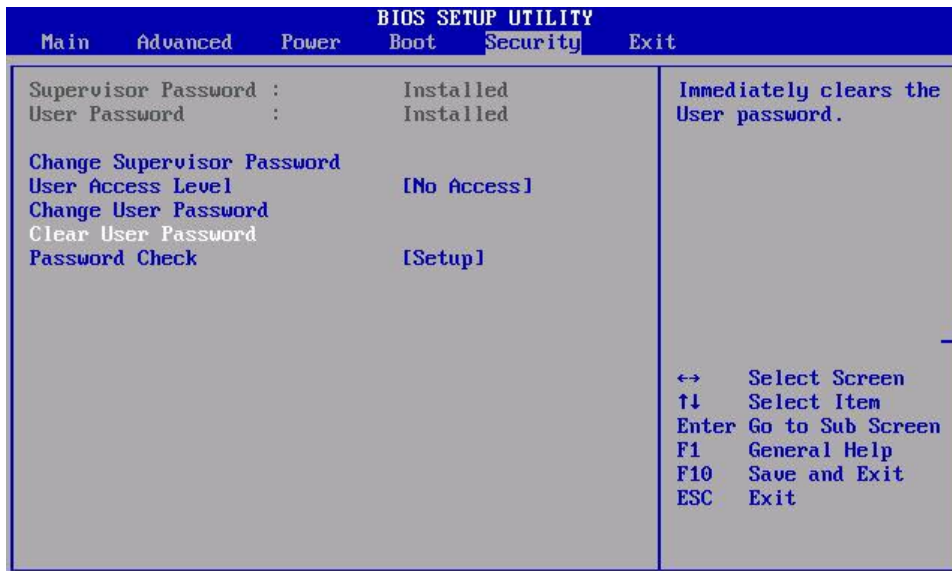 BIOS SETUP UTILITY
Main Advanced Power Boot Security Exit
Supervisor Password : Installed
User Password : Installed
Change Supervisor Password
User Access Level [No Access]
Change User Password
Clear User Password
Password Check [Setup]
Immediately clears the
User password.
←→ Select Screen
↑↓ Select Item
Enter Go to Sub Screen
F1 General Help
F10 Save and Exit
ESC Exit